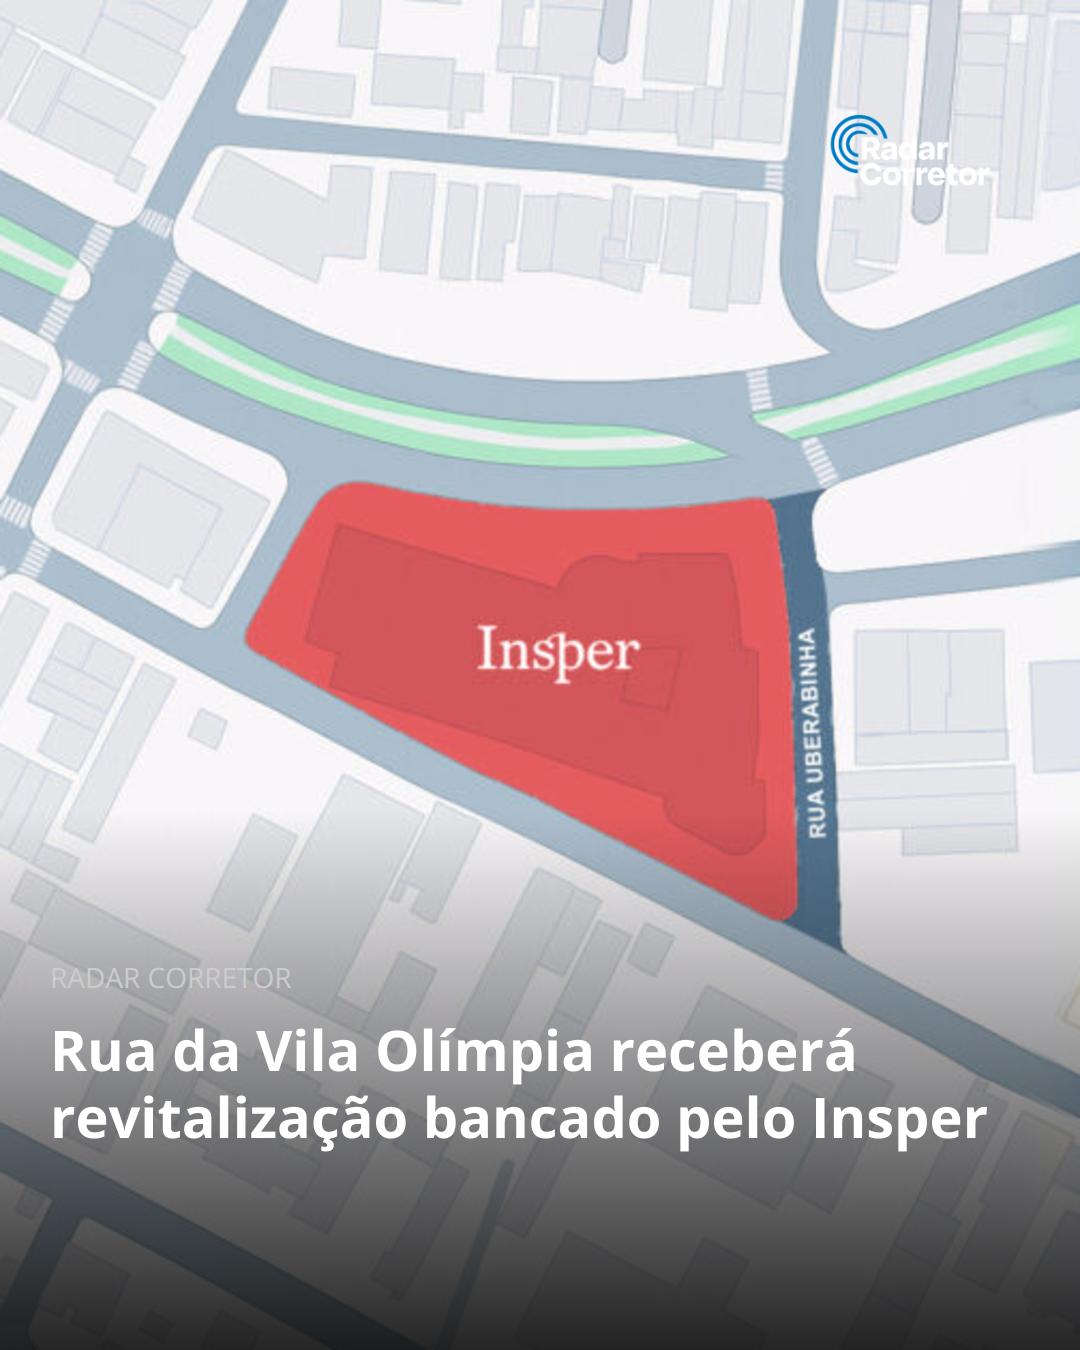 Radar
Corretor
Insper
RUA UBERABINHA
RADAR CORRETOR
Rua da Vila Olímpia receberá
revitalização bancado pelo Insper